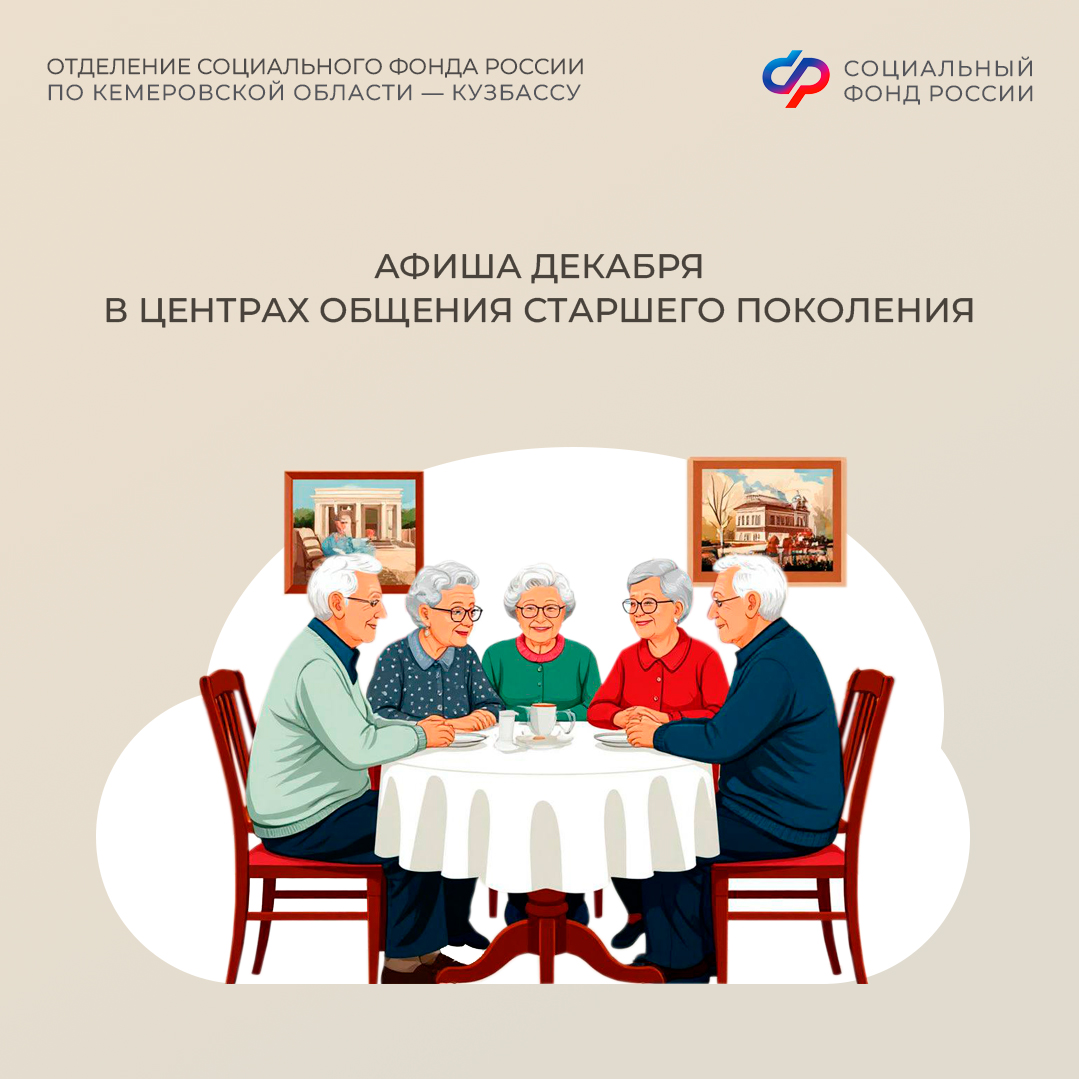 ОТДЕЛЕНИЕ СОЦИАЛЬНОГО ФОНДА РОССИИ
ПО КЕМЕРОВСКОЙ ОБЛАСТИ — КУЗБАССУ
СОЦИАЛЬНЫЙ
ФОНД РОССИИ
АФИША ДЕКАБРЯ
В ЦЕНТРАХ ОБЩЕНИЯ СТАРШЕГО ПОКОЛЕНИЯ